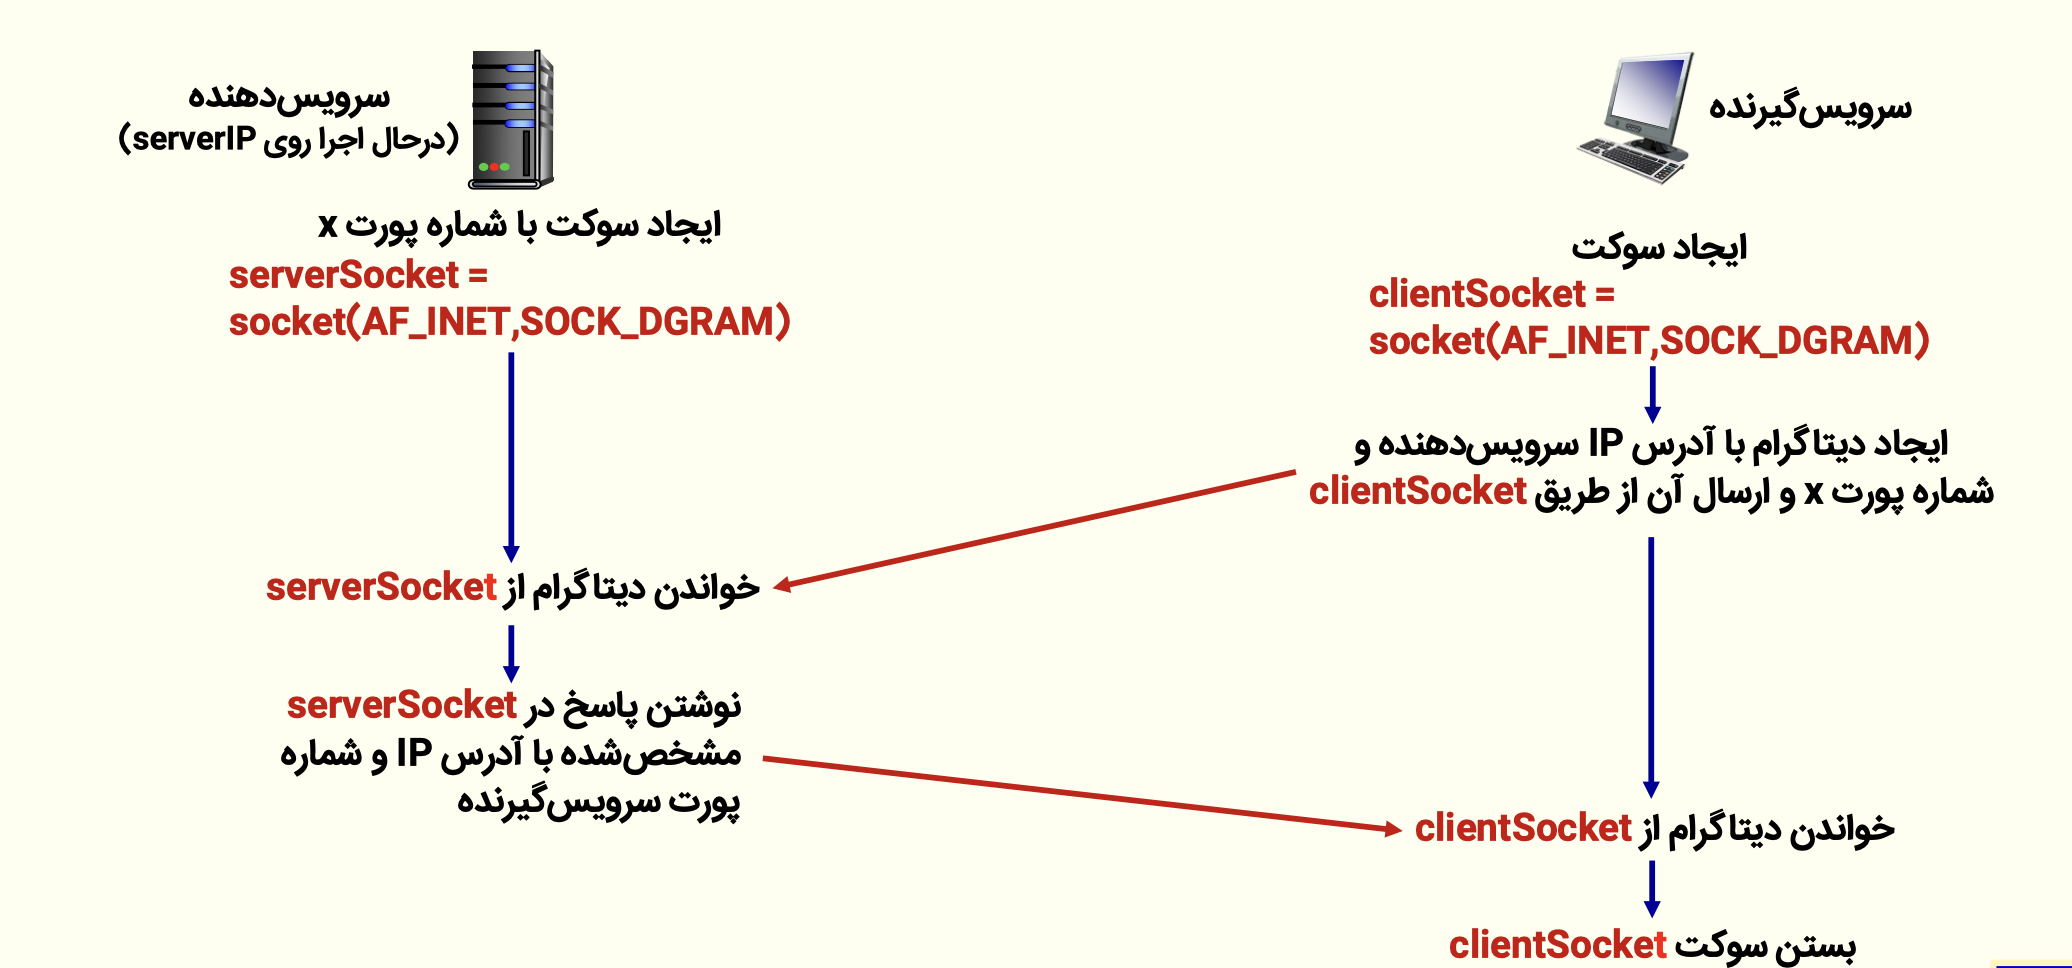 سرویس‌دهنده
(درحال اجرا روی serverIP)
ایجاد سوکت با شماره پورت x
serverSocket =
socket(AF_INET,SOCK_DGRAM)
خواندن دیتاگرام از serverSocket
نوشتن پاسخ در serverSocket
مشخص‌شده با آدرس IP و شماره
پورت سرویس‌گیرنده
سرویس‌گیرنده
ایجاد سوکت
clientSocket =
socket(AF_INET,SOCK_DGRAM)
ایجاد دیتاگرام با آدرس IP سرویس‌دهنده و
شماره پورت x و ارسال آن از طریق clientSocket
خواندن دیتاگرام از clientSocket
بستن سوکت clientSocket